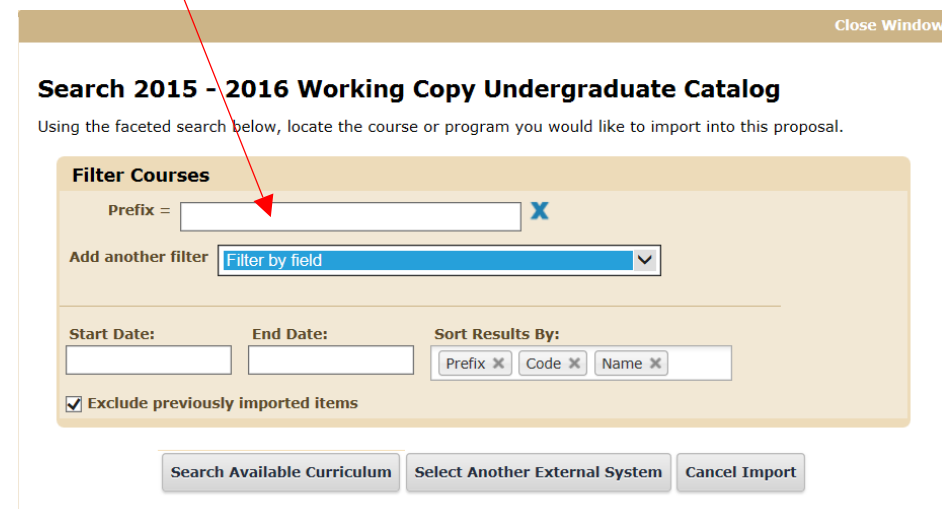 Close Window
Search 2015 - 2016 Working Copy Undergraduate Catalog
Using the faceted search below, locate the course or program you would like to import into this proposal.
Filter Courses
Prefix = X
Add another filter Filter by field
Start Date: End Date: Sort Results By:
Prefix ✕ Code ✕ Name ✕
Exclude previously imported items
Search Available Curriculum Select Another External System Cancel Import